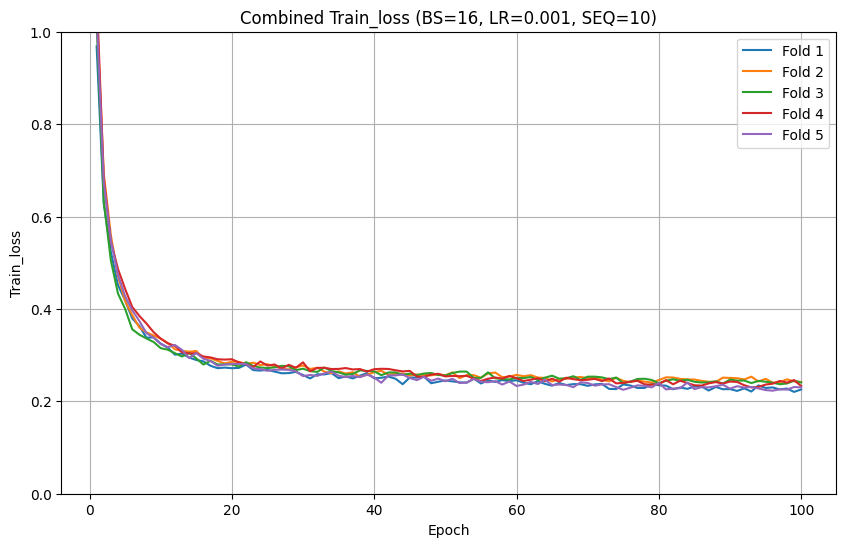 Combined Train_loss (BS=16, LR=0.001, SEQ=10)
1.0
0.8
0.6
0.4
0.2
0.0
Train_loss
Fold 1
Fold 2
Fold 3
Fold 4
Fold 5
0 20 40 60 80 100
Epoch